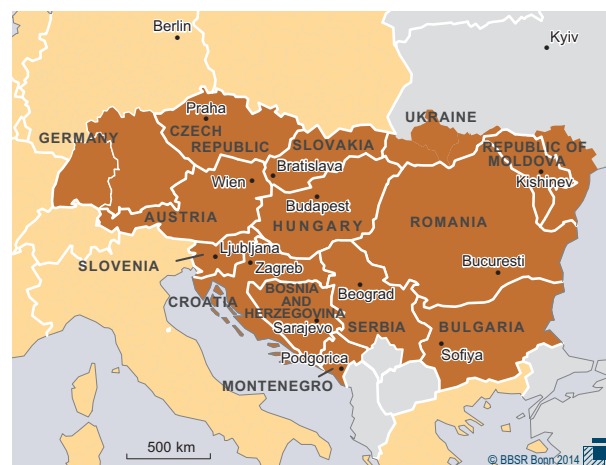 Berlin
Kyiv
Praha
UKRAINE
GERMANY
CZECH
REPUBLIC
SLOVAKIA
REPUBLIC OF
MOLDOVA
Bratislava
Wien
Kishinev
Budapest
AUSTRIA
HUNGARY
ROMANIA
Ljubljana
SLOVENIA
Zagreb
Bucuresti
BOSNIA
AND
HERZEGOVINA
Beograd
CROATIA
Sarajevo
SERBIA
BULGARIA
Sofiya
Podgorica
MONTENEGRO
500 km
© BBSR Bonn 2014